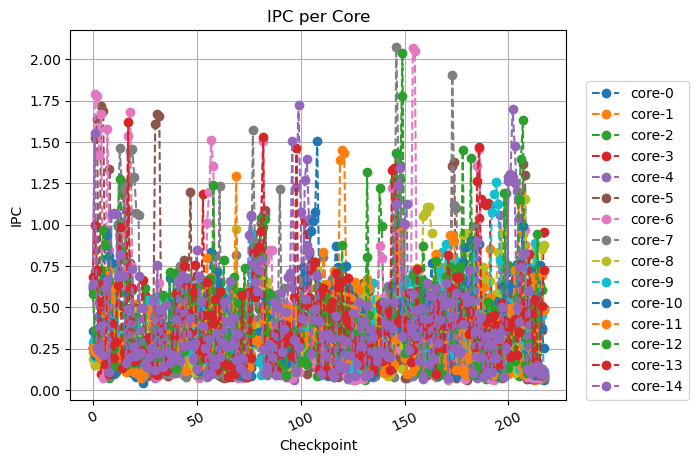 IPC per Core
IPC
2.00
1.75
1.50
1.25
1.00
0.75
0.50
0.25
0.00
0
50
100
150
200
Checkpoint
core-0
core-1
core-2
core-3
core-4
core-5
core-6
core-7
core-8
core-9
core-10
core-11
core-12
core-13
core-14